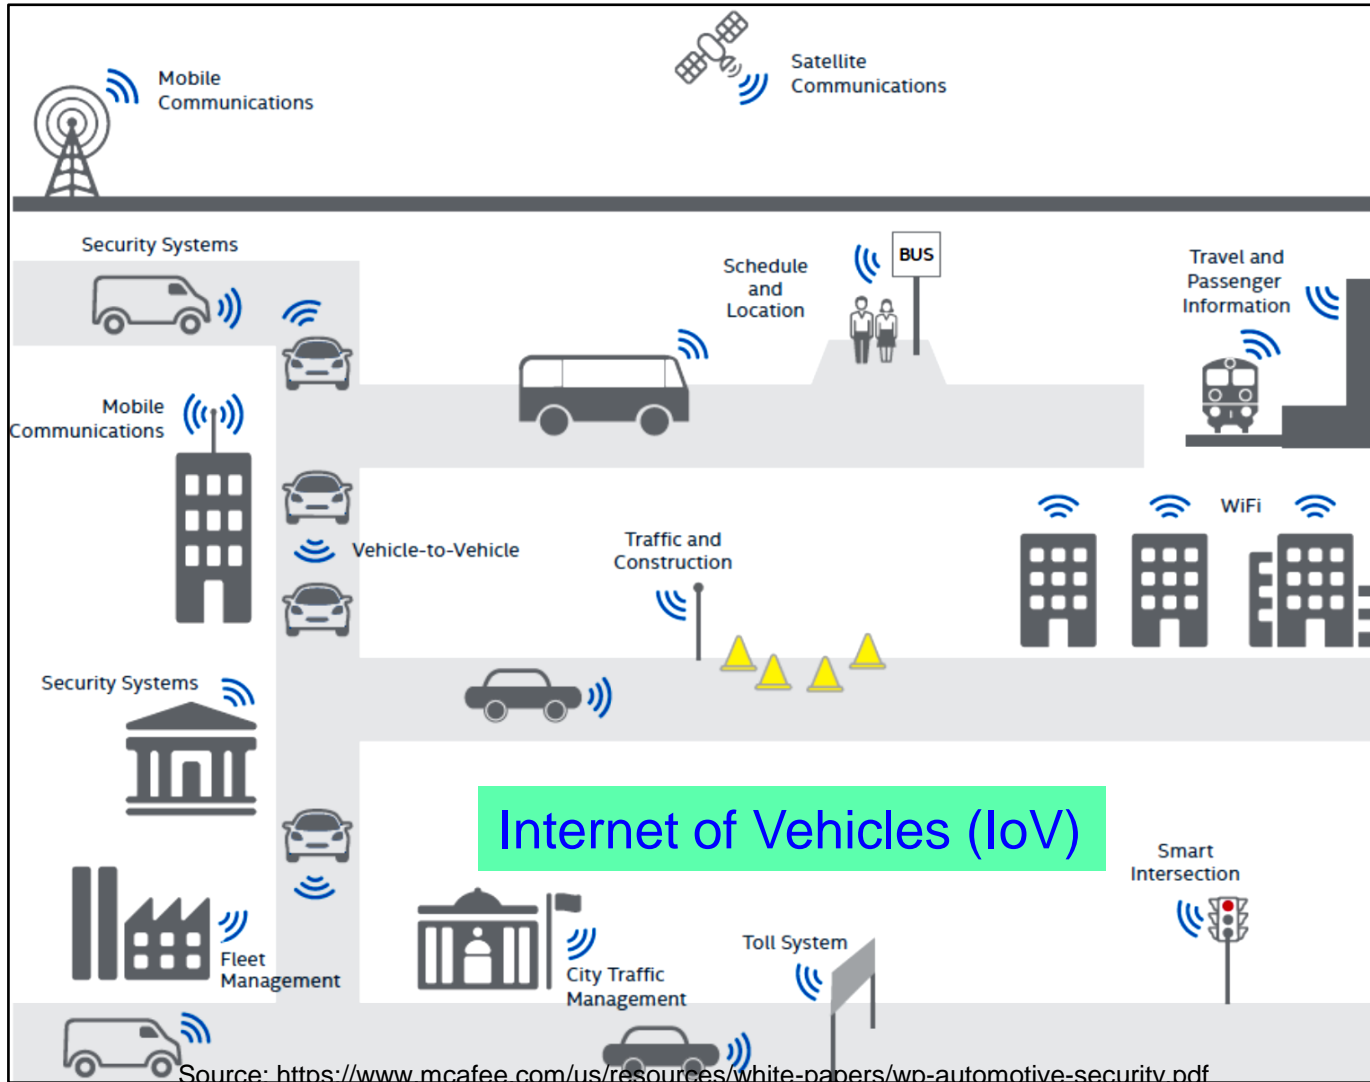 Mobile
Communications
Satellite
Communications
Security Systems
Schedule
and
Location
BUS
Travel and
Passenger
Information
Mobile
Communications
WiFi
Vehicle-to-Vehicle
Traffic and
Construction
Security Systems
Internet of Vehicles (IoV)
Smart
Intersection
Fleet
Management
City Traffic
Management
Toll System
Source: https://www.mcafee.com/us/resources/white-papers/wp-automotive-security.pdf